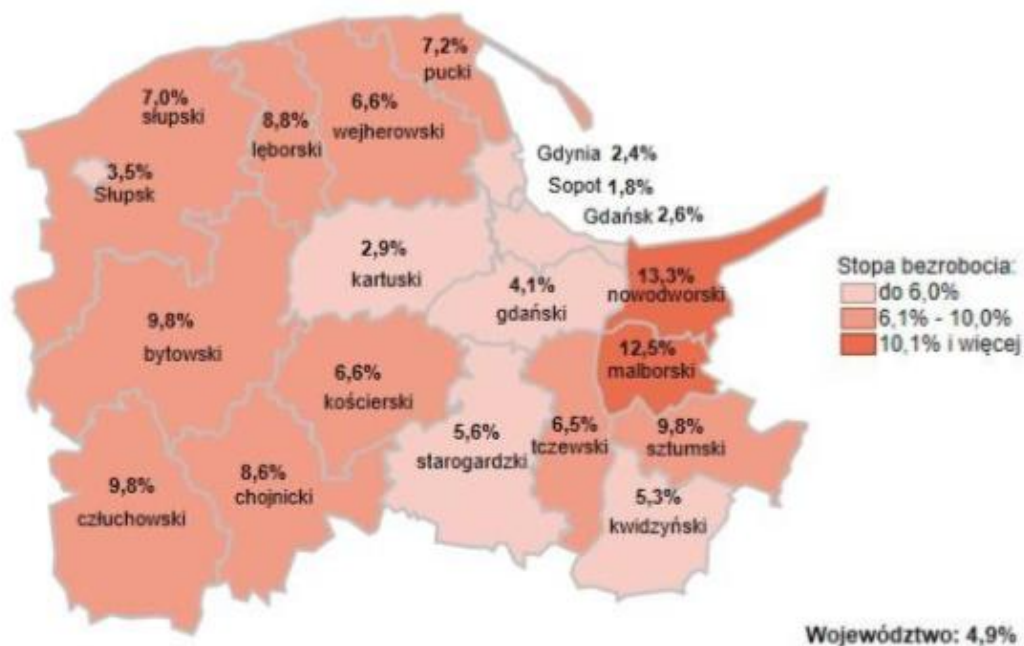 7,2%
pucki
7,0%
słupski
8,8%
lęborski
6,6%
wejherowski
3,5%
Słupsk
Gdynia 2,4%
Sopot 1,8%
Gdańsk 2,6%
2,9%
kartuski
4,1%
gdański
13,3%
nowodworski
9,8%
bytowski
12,5%
malborski
6,6%
kościerski
5,6%
starogardzki
6,5%
tczewski
9,8%
sztumski
9,8%
człuchowski
8,6%
chojnicki
5,3%
kwidzyński
Stopa bezrobocia:
do 6,0%
6,1% - 10,0%
10,1% i więcej
Województwo: 4,9%